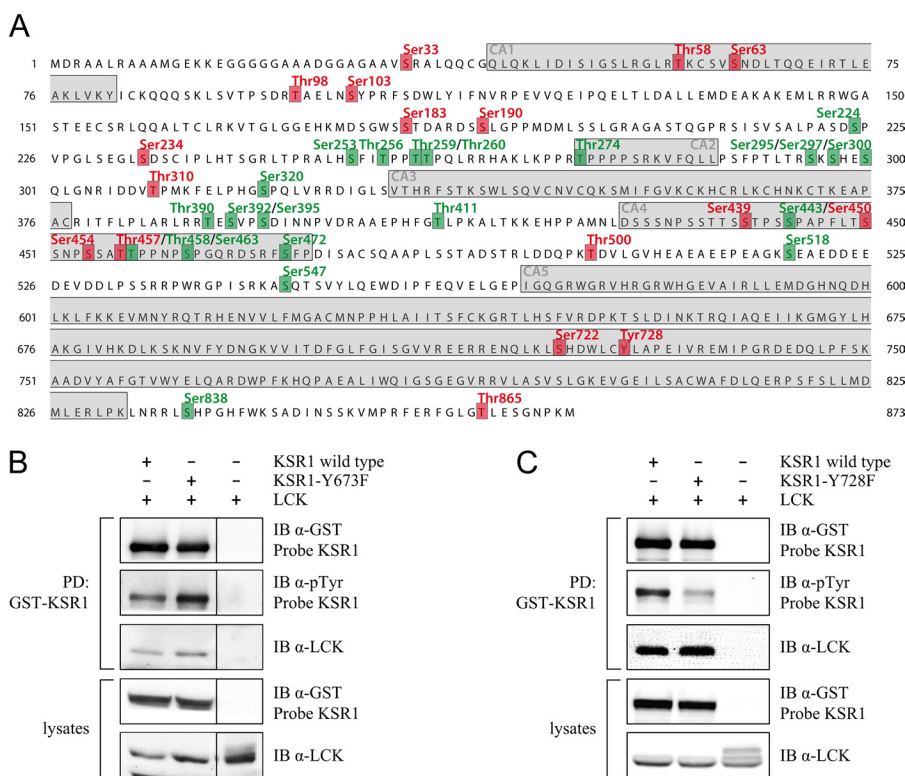 A
Ser33 CA1 Thr58 Ser63
1 MDRAALRAAAMGEKKEGGGGGAAADGGAGAAVSRALQQCGQLQKLIDISIGSLRGLRTKCSVSNDLTQQEIRTLE 75
Thr98 Ser103
76 AKLVKYICKQQQSKLSVTPSDRTAELNSYPRFSDWLYIFNVRPEVVQEIPQELTLDALLEMDEAKAKEMLRRWGA 150
Ser183 Ser190 Ser224
151 STEECSRLQQALTCLRKVTGLGGEHKMDSGWSSTDARDSSLGPPMDMLSSLGRAGASTQGPRSISVSALPASDSP 225
Ser234 Ser253 Thr256 Thr259/Thr260 Thr274 CA2 Ser295/Ser297/Ser300
226 VPGLSEGLSDSCIPLHTSGRLTPRALHSFITPPTTPQLRRHAKLKPPRTPPPPSRKVFQLLPSFPTLTRSKSHES 300
Thr310 Ser320 CA3
301 QLGNRIDDVTPMKFELPHGSPQLVRRDIGLSVTHRFSTKSWLSQVCNVCQKSMIFGVKCKHCRLKCHNKCTKEAP 375
Thr390 Ser392/Ser395 Thr411 CA4 Ser439 Ser443/Ser450
376 ACRITFLPLARLRRTESVPSDINNPVDRAAEPHFGTLPKALTKKEHPPAMNLDSSSNPSSTTSSTPSSPAPFLTS 450
Ser454 Thr457/Thr458/Ser463 Ser472 Thr500 Ser518
451 SNPSSATTPPNPSPGQRDSRFSFPDISACSQAAPLSSTADSTRLDDQPKTDVLGVHEAEAEEPEAGKSEAEDDEE 525
Ser547 CA5
526 DEVDDLPSSRRPWRGPISRKASQTSVYLQEWDIPFEQVELGEPIGQGRWGRVHRGRWHGEVAIRLLEMDGHNQDH 600
601 LKLFKKEVMNYRQTRHENVVLFMGACMNPPHLAIITSFCKGRTLHSFVRDPKTSLDINKTRQIAQEIIKGMGYLH 675
Ser722 Tyr728
676 AKGIVHKDLKSKNVFYDNGKVVITDFGLFGISGVVREERRENQLKLSHDWLCYLAPEIVREMIPGRDEDQLPFSK 750
751 AADVYAFGTVWYELQARDWPFKHQPAEALIWQIGSGEGVRRVLASVSLGKEVGEILSACWAFDLQERPSFSLLMD 825
Ser838 Thr865
826 MLERLPKLNRRLSHPGHFWKSADINSSKVMPRFERFGLGTLESGNPKM 873
B
+ – – KSR1 wild type
– + – KSR1-Y673F
+ + + LCK
PD:
GST-KSR1
IB α-GST
Probe KSR1
IB α-pTyr
Probe KSR1
IB α-LCK
lysates
IB α-GST
Probe KSR1
IB α-LCK
C
+ – – KSR1 wild type
– + – KSR1-Y728F
+ + + LCK
PD:
GST-KSR1
IB α-GST
Probe KSR1
IB α-pTyr
Probe KSR1
IB α-LCK
lysates
IB α-GST
Probe KSR1
IB α-LCK